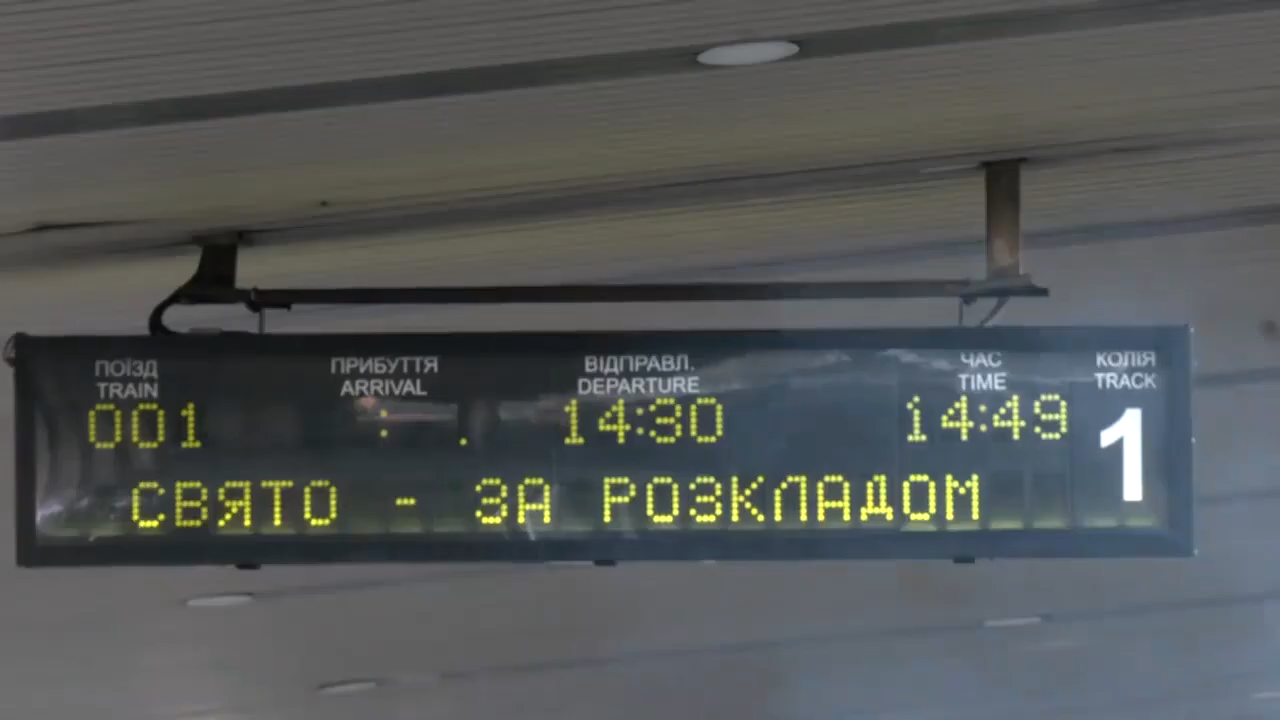 ПОЇЗД ПРИБУТТЯ ВІДПРАВЛ. ЧАС КОЛІЯ
TRAIN ARRIVAL DEPARTURE TIME TRACK
001 : . 14:30 14:49 1
СВЯТО - ЗА РОЗКЛАДОМ